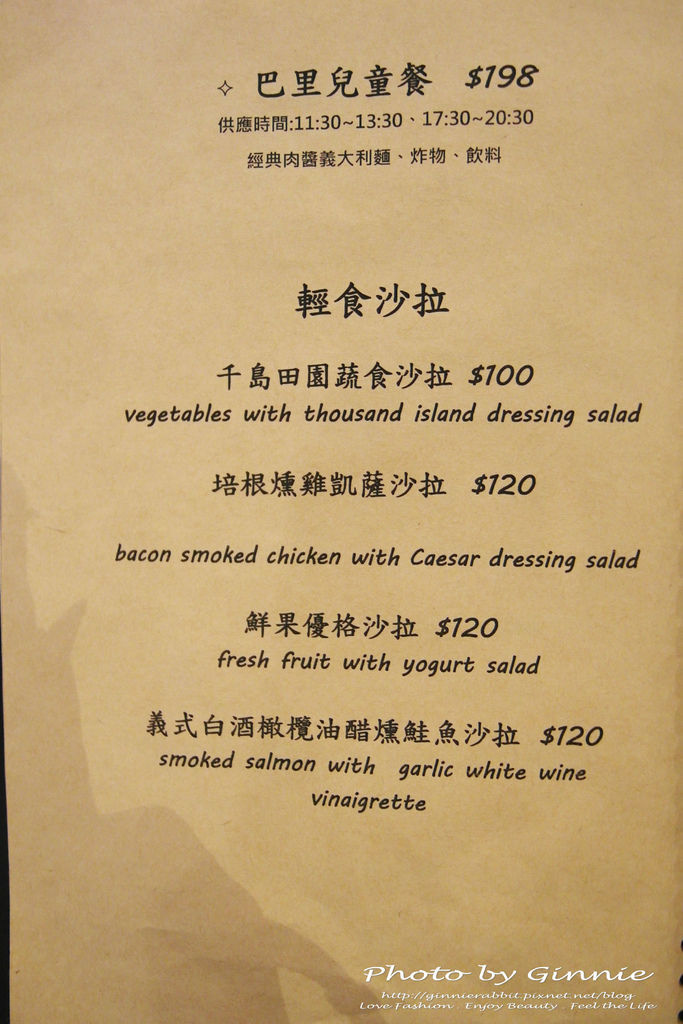 ✧ 巴里兒童餐 $198
供應時間:11:30~13:30、17:30~20:30
經典肉醬義大利麵、炸物、飲料
輕食沙拉
千島田園蔬食沙拉 $100
vegetables with thousand island dressing salad
培根燻雞凱薩沙拉 $120
bacon smoked chicken with Caesar dressing salad
鮮果優格沙拉 $120
fresh fruit with yogurt salad
義式白酒橄欖油醋燻鮭魚沙拉 $120
smoked salmon with garlic white wine
vinaigrette
Photo by Ginnie
http://ginnierabbit.pixnet.net/blog
Love Fashion . Enjoy Beauty . Feel the Life